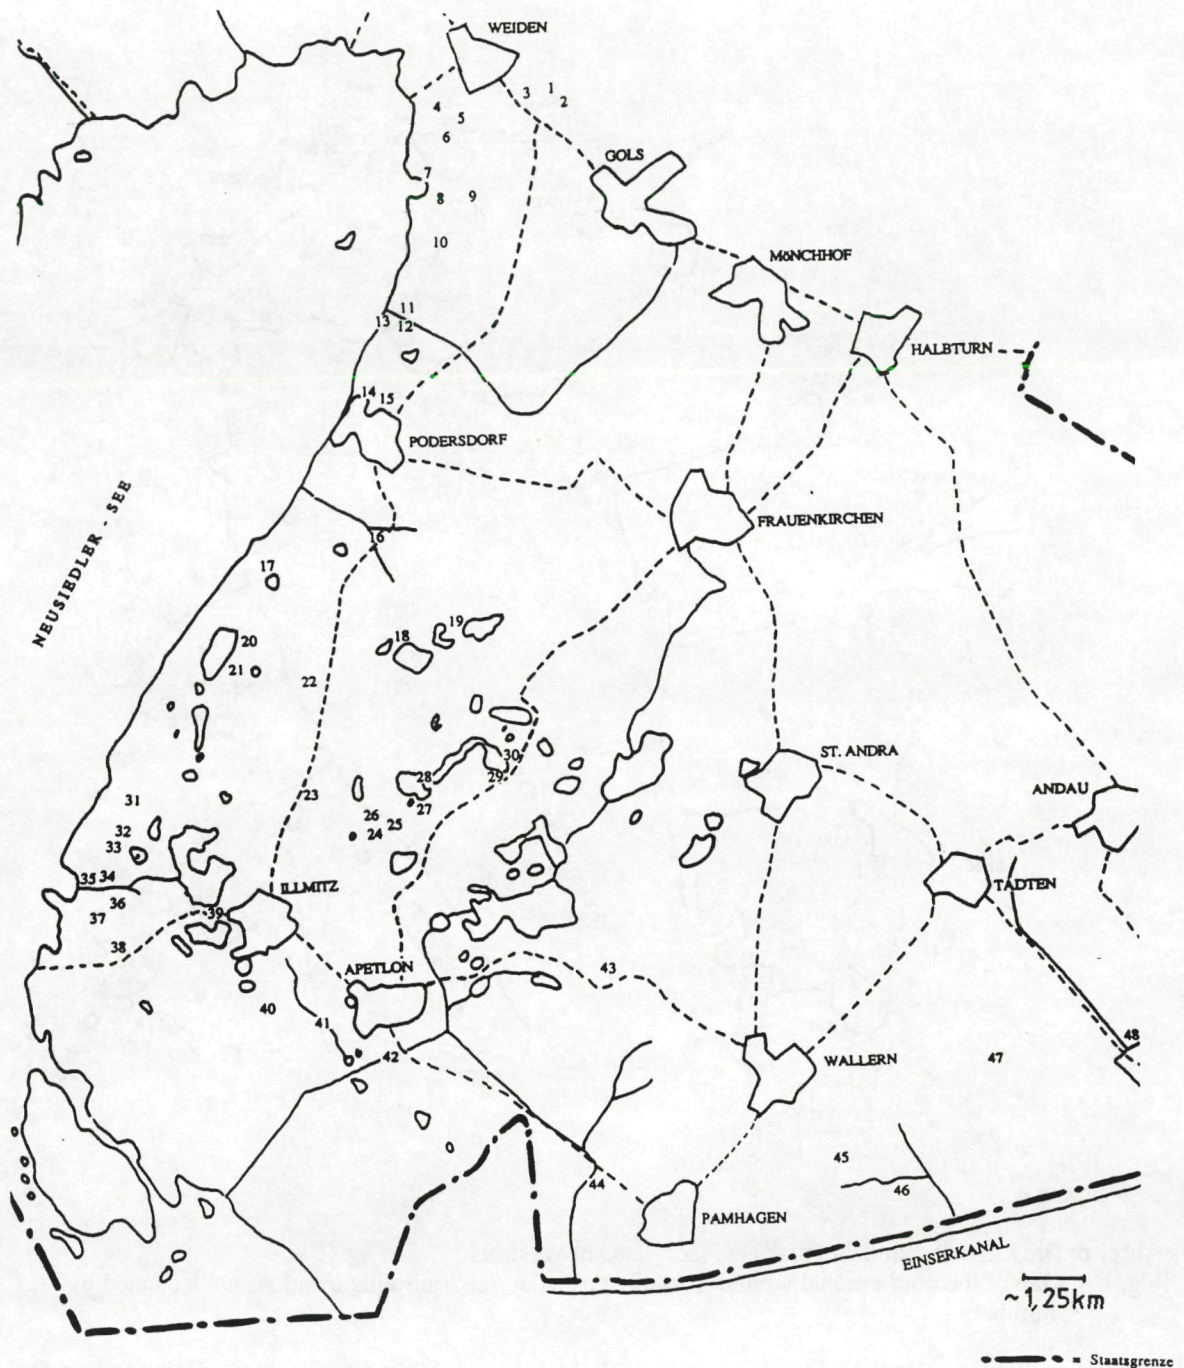 WEIDEN
3 1
2
4
5
6
GOLS
7
8 9
10
MöNCHHOF
11
13 12
HALBTURN
14 15
PODERSDORF
NEUSIEDLER - SEE
FRAUENKIRCHEN
16
17
18 19
20
21
22
ST. ANDRA
30
28 29
ANDAU
23
31
27
26
25
32 24
33
TADTEN
35 34
ILLMITZ
36
39
37
38
APETLON
43
40
41
48
42
WALLERN
47
45
44 46
PAMHAGEN
EINSERKANAL
~1,25km
= Staatsgrenze